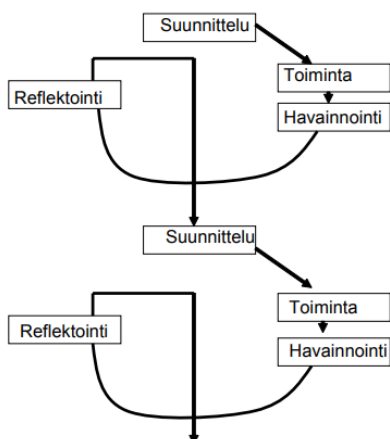 Suunnittelu
Toiminta
Reflektointi
Havainnointi
Suunnittelu
Toiminta
Reflektointi
Havainnointi